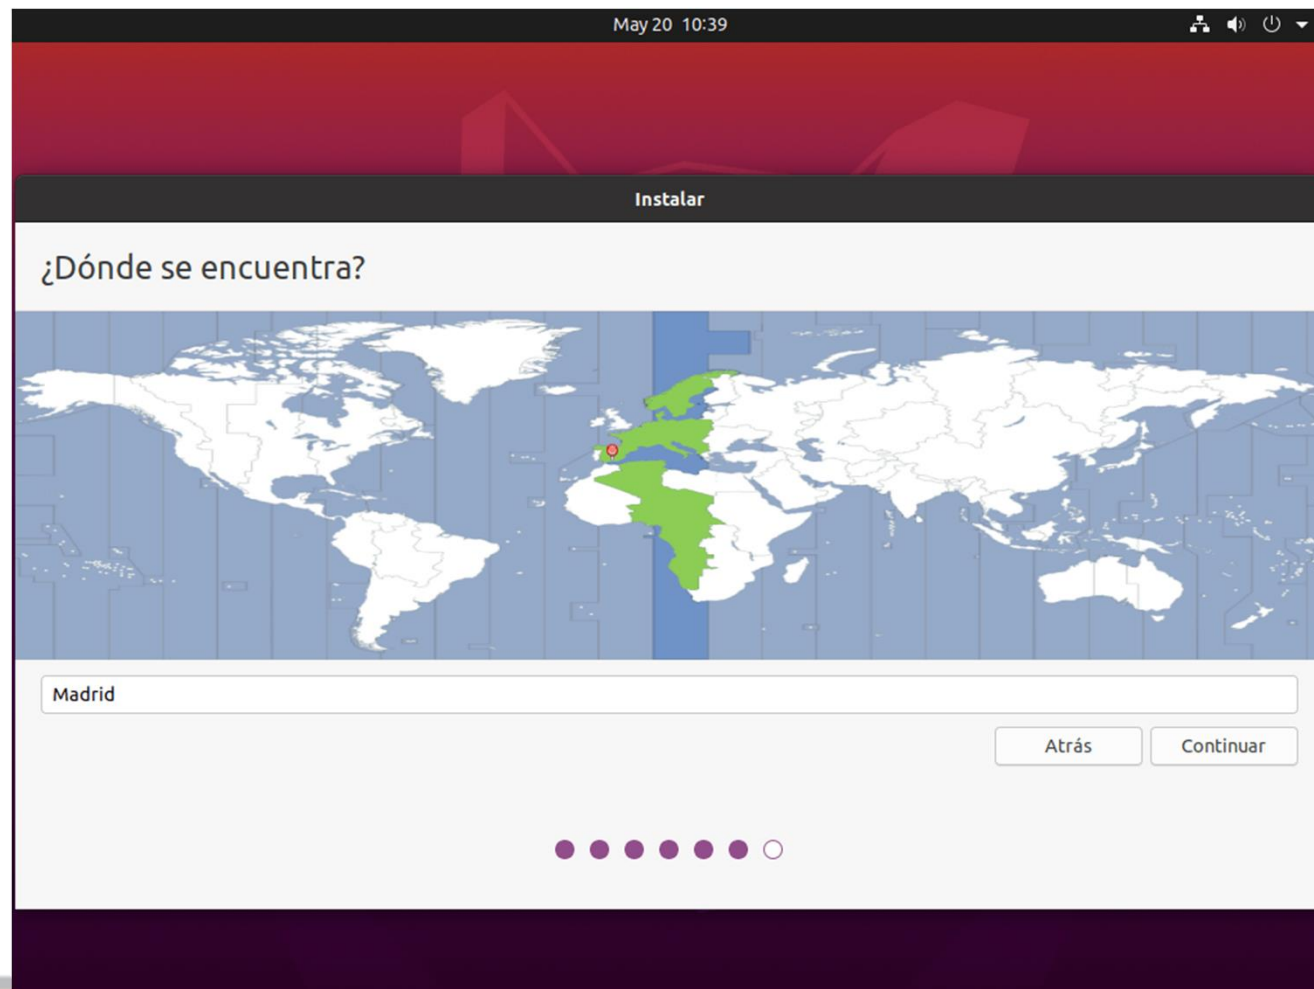 May 20 10:39
Instalar
¿Dónde se encuentra?
Madrid
Atrás Continuar